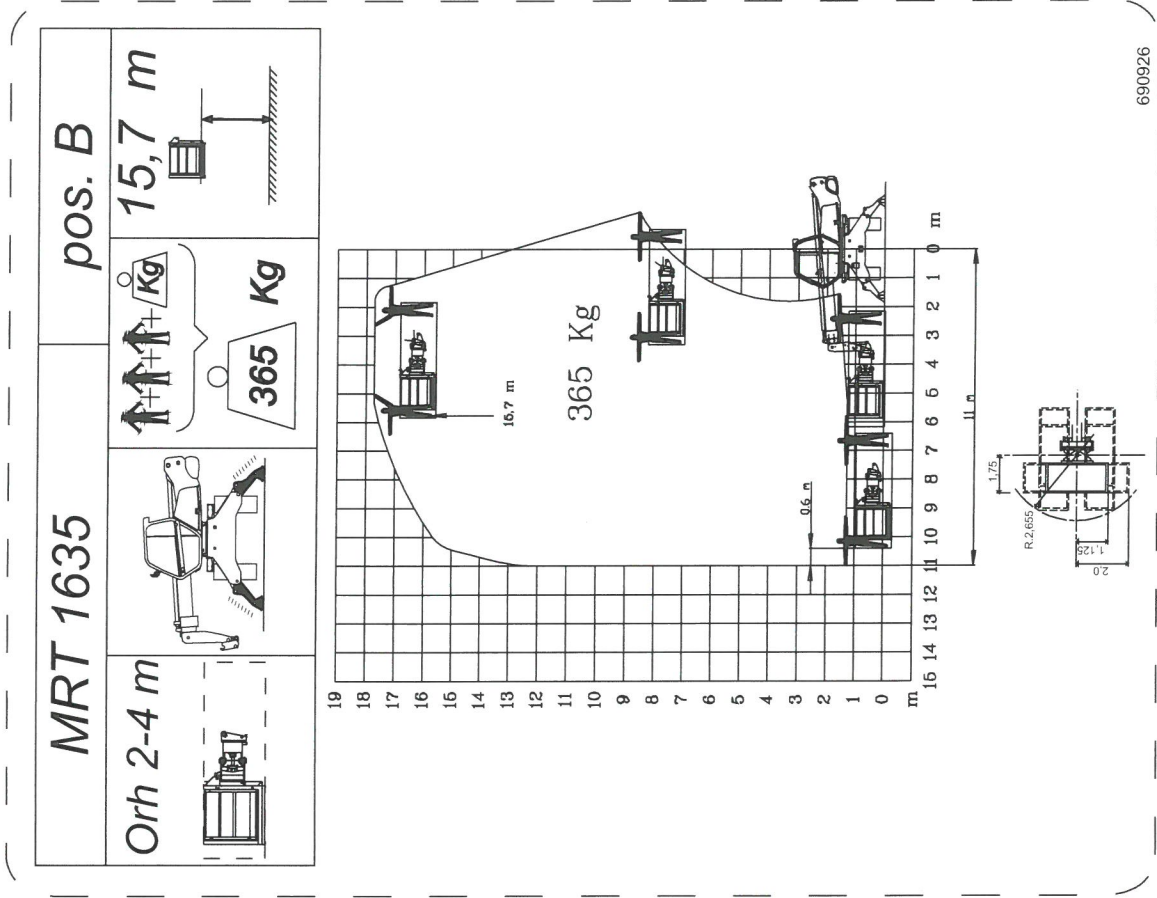 MRT 1635
pos. B
Orh 2-4 m
Kg
365 Kg
15,7 m
19
18
17
16
15
14
13
12
11
10
9
8
7
6
5
4
3
2
1
0
m
15 14 13 12 11 10 9 8 7 6 5 4 3 2 1 0 m
15,7 m
365 Kg
0,6 m
11 m
1,75
R.2,655
1,125
2,0
690926